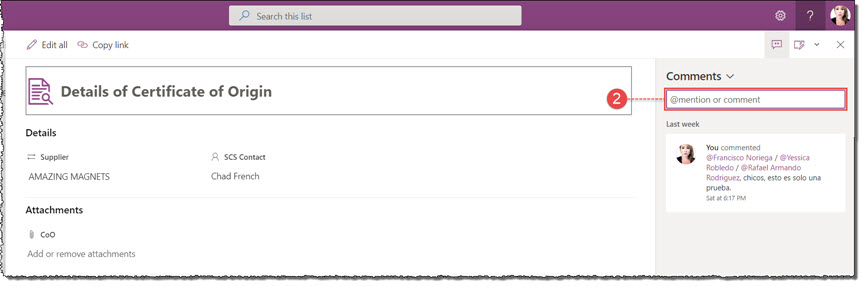 Search this list
?
Edit all
Copy link
Details of Certificate of Origin
Comments
2
@mention or comment
Last week
Details
You commented
@Francisco Noriega / @Yessica
Robledo / @Rafael Armando
Rodriguez, chicos, esto es solo una
prueba.
Sat at 6:17 PM
Supplier
SCS Contact
AMAZING MAGNETS
Chad French
Attachments
CoO
Add or remove attachments